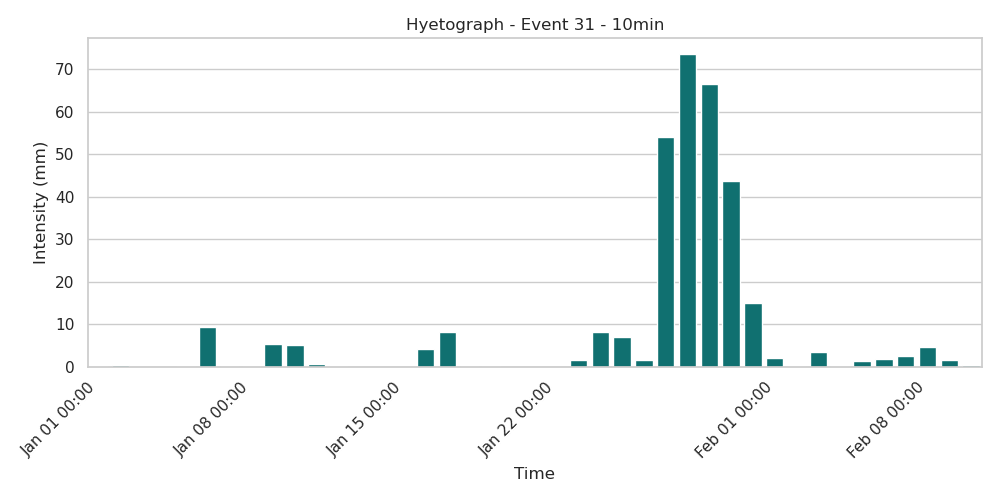 Hyetograph - Event 31 - 10min
Intensity (mm)
70
60
50
40
30
20
10
0
Jan 01 00:00
Jan 08 00:00
Jan 15 00:00
Jan 22 00:00
Feb 01 00:00
Feb 08 00:00
Time